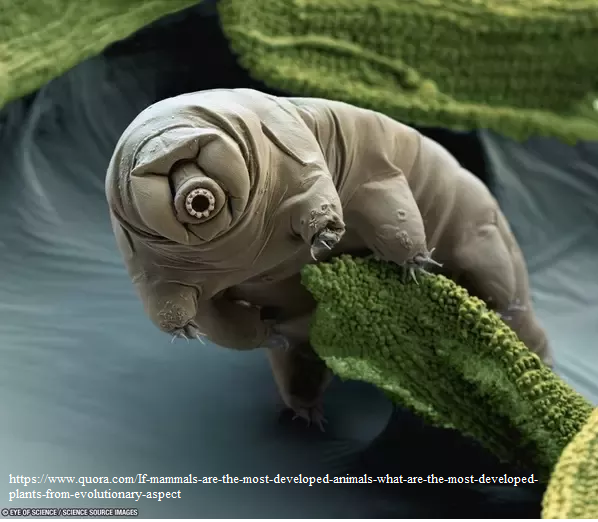 https://www.quora.com/If-mammals-are-the-most-developed-animals-what-are-the-most-developed-
plants-from-evolutionary-aspect
© EYE OF SCIENCE / SCIENCE SOURCE IMAGES